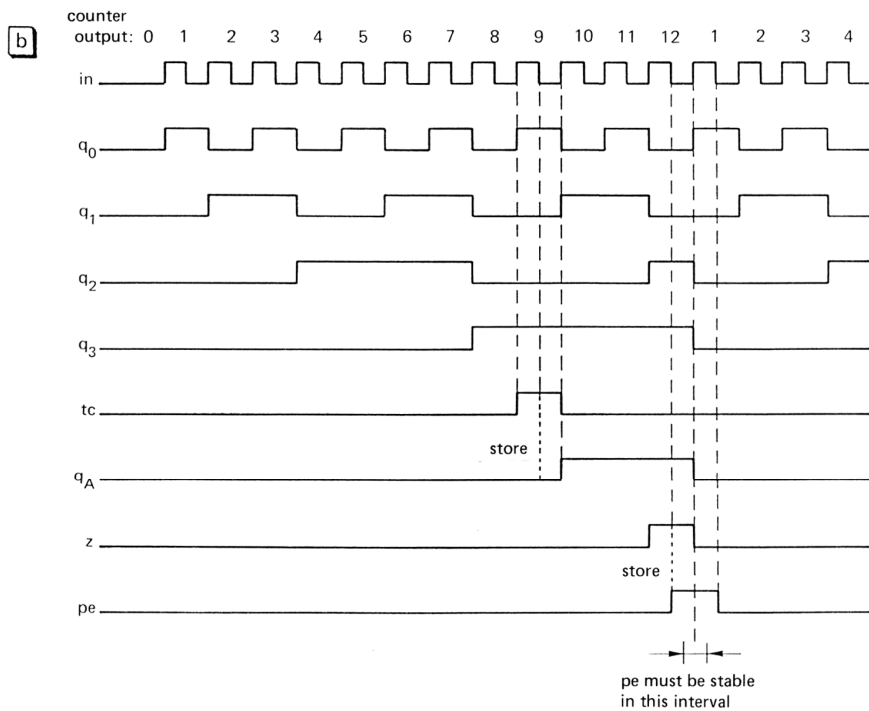 counter
b output: 0 1 2 3 4 5 6 7 8 9 10 11 12 1 2 3 4
in
q0
q1
q2
q3
tc
store
qA
z
store
pe
pe must be stable
in this interval